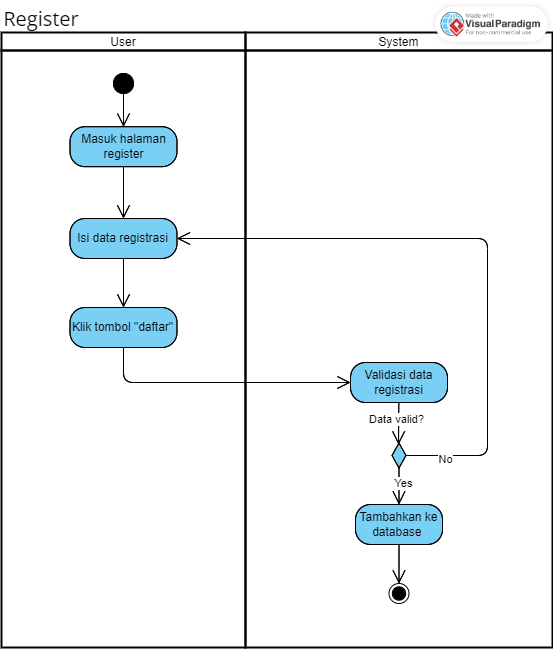 Register
Made with
Visual Paradigm
For non-commercial use
User
System
Masuk halaman
register
Isi data registrasi
Klik tombol "daftar"
Validasi data
registrasi
Data valid?
No
Yes
Tambahkan ke
database